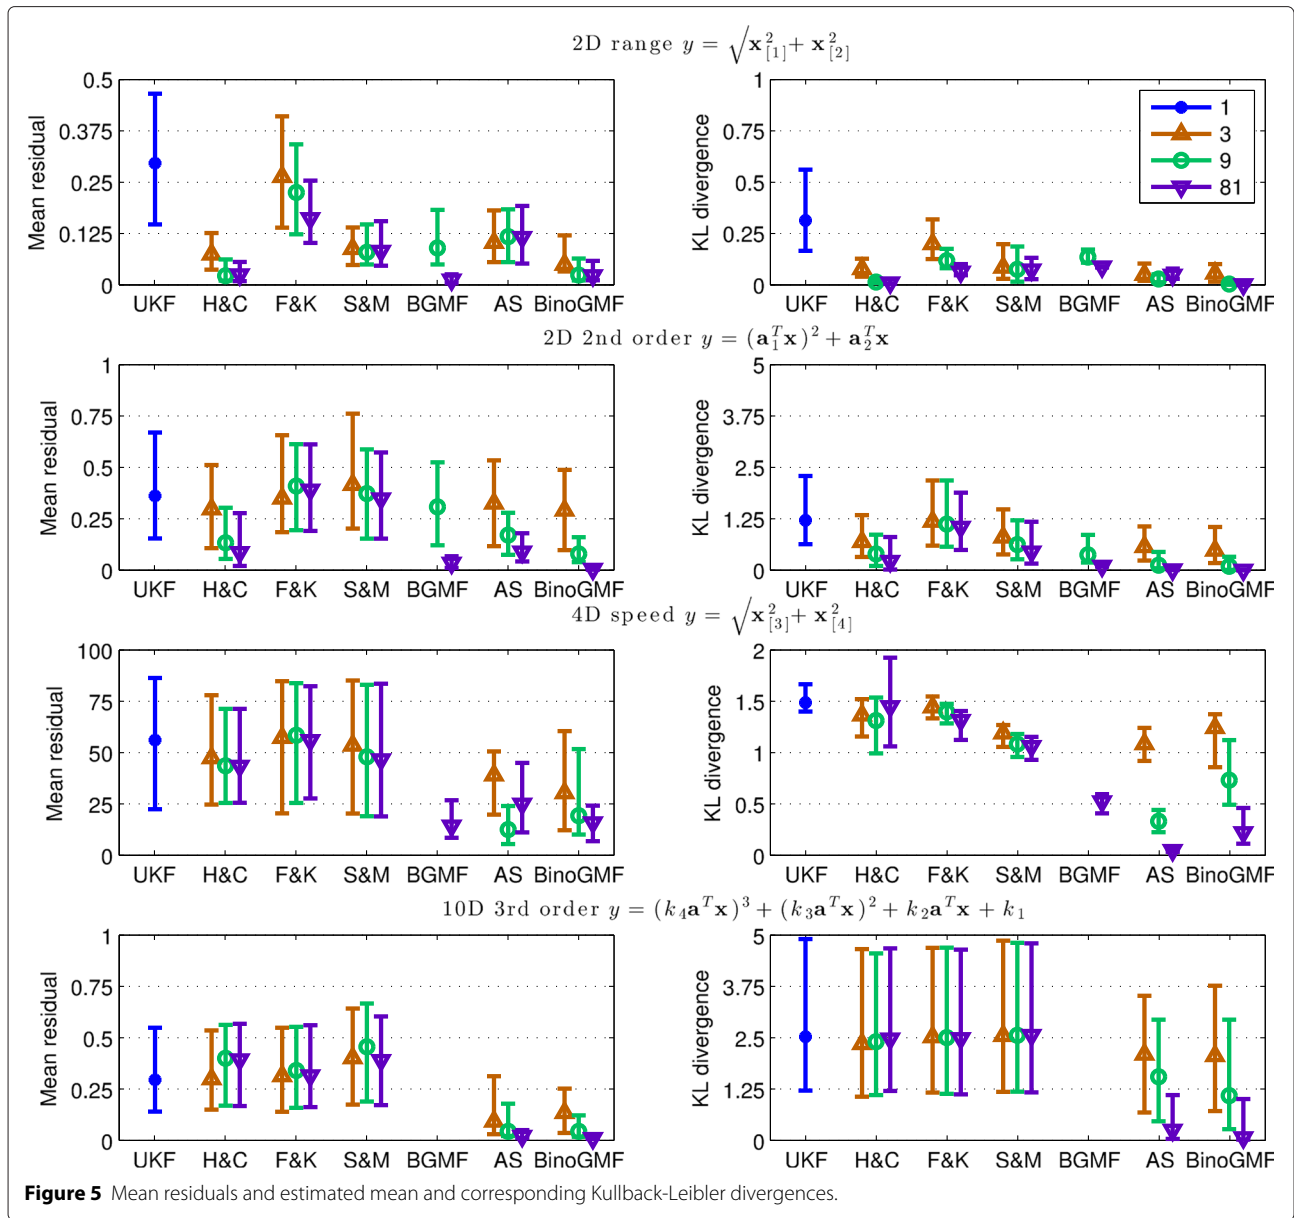 2D range y = √x²[1] + x²[2]
Mean residual
0.5
0.375
0.25
0.125
0
UKF H&C F&K S&M BGMF AS BinoGMF
KL divergence
1
0.75
0.5
0.25
0
UKF H&C F&K S&M BGMF AS BinoGMF
1
3
9
81
2D 2nd order y = (a₁ᵀx)² + a₂ᵀx
Mean residual
1
0.75
0.5
0.25
0
UKF H&C F&K S&M BGMF AS BinoGMF
KL divergence
5
3.75
2.5
1.25
0
UKF H&C F&K S&M BGMF AS BinoGMF
4D speed y = √x²[3] + x²[4]
Mean residual
100
75
50
25
0
UKF H&C F&K S&M BGMF AS BinoGMF
KL divergence
2
1.5
1
0.5
0
UKF H&C F&K S&M BGMF AS BinoGMF
10D 3rd order y = (k₄aᵀx)³ + (k₃aᵀx)² + k₂aᵀx + k₁
Mean residual
1
0.75
0.5
0.25
0
UKF H&C F&K S&M BGMF AS BinoGMF
KL divergence
5
3.75
2.5
1.25
0
UKF H&C F&K S&M BGMF AS BinoGMF
Figure 5 Mean residuals and estimated mean and corresponding Kullback-Leibler divergences.